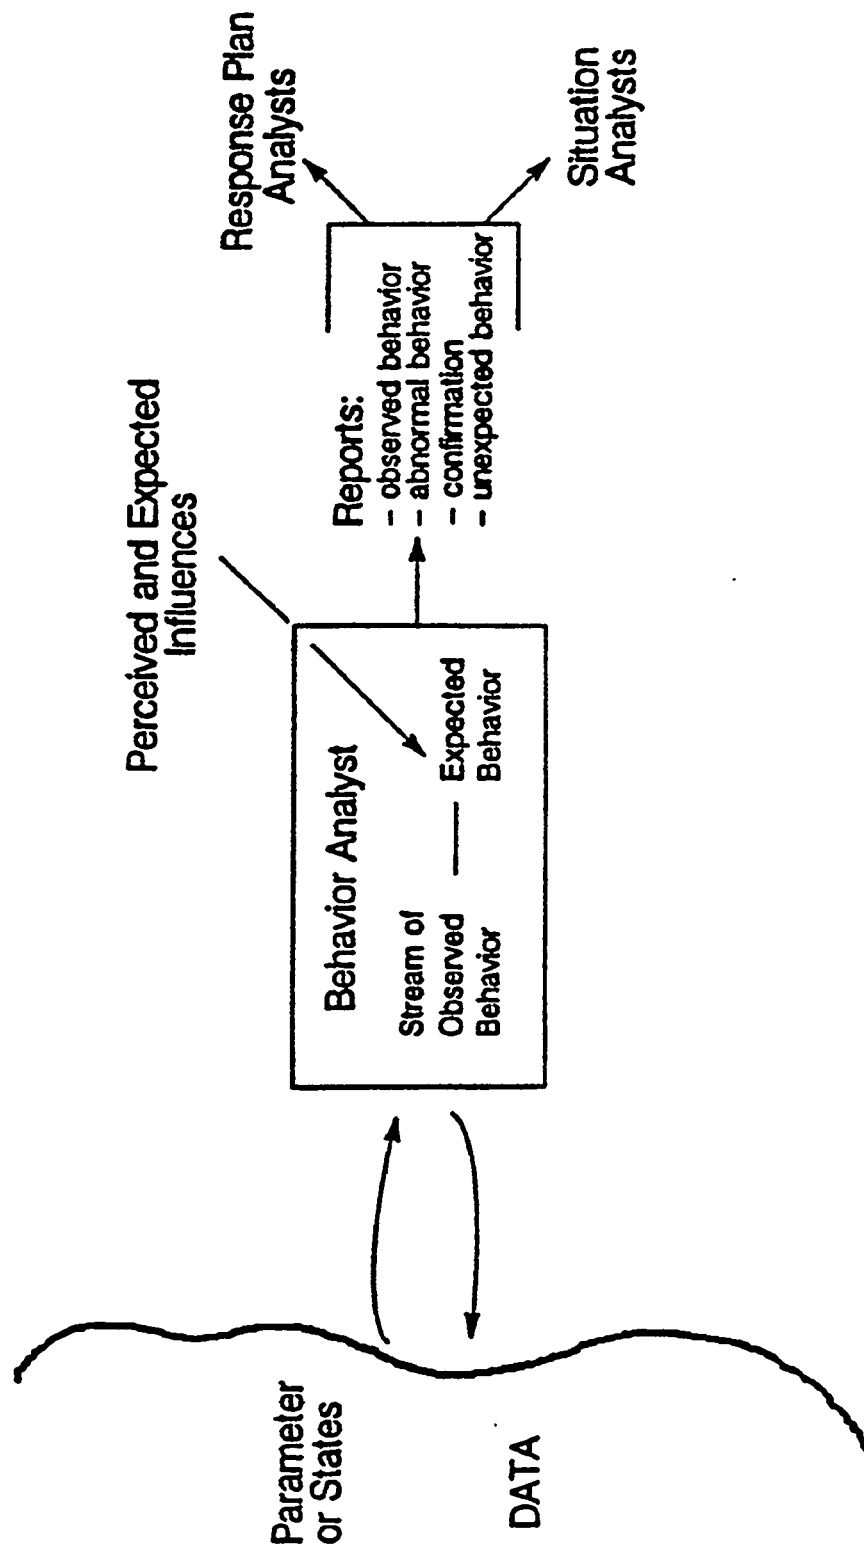 Parameter
or States
DATA
Behavior Analyst
Stream of
Observed
Behavior
Expected
Behavior
Perceived and Expected
Influences
Reports:
– observed behavior
– abnormal behavior
– confirmation
– unexpected behavior
Response Plan
Analysts
Situation
Analysts